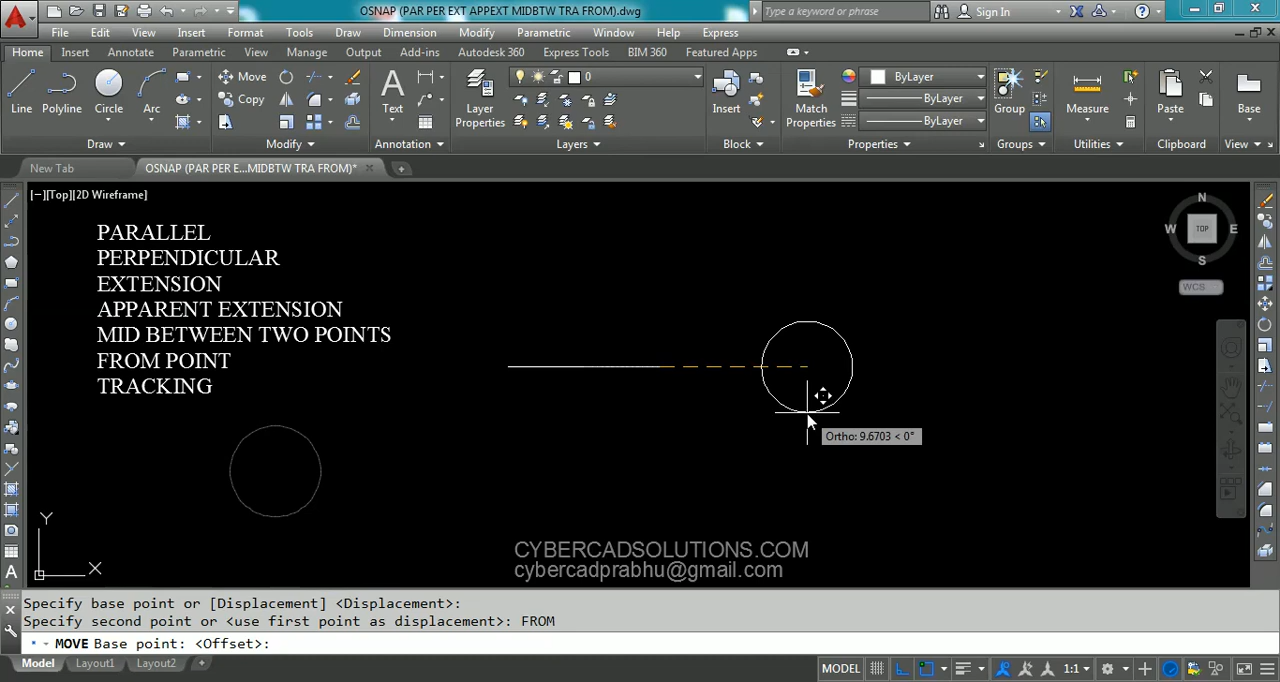 OSNAP (PAR PER EXT APPEXT MIDBTW TRA FROM).dwg
Type a keyword or phrase
Sign In
File Edit View Insert Format Tools Draw Dimension Modify Parametric Window Help Express
Home Insert Annotate Parametric View Manage Output Add-ins Autodesk 360 Express Tools BIM 360 Featured Apps
Line Polyline Circle Arc
Move
Copy
Text
Layer Properties
0
Insert
Match Properties
ByLayer
ByLayer
ByLayer
Group
Measure
Paste
Base
Draw Modify Annotation Layers Block Properties Groups Utilities Clipboard View
New Tab OSNAP (PAR PER E...MIDBTW TRA FROM)*
[−][Top][2D Wireframe]
N
W TOP E
S
WCS
PARALLEL
PERPENDICULAR
EXTENSION
APPARENT EXTENSION
MID BETWEEN TWO POINTS
FROM POINT
TRACKING
Ortho: 9.6703 < 0°
Y
X
CYBERCADSOLUTIONS.COM
cybercadprabhu@gmail.com
Specify base point or [Displacement] <Displacement>:
Specify second point or <use first point as displacement>: FROM
MOVE Base point: <Offset>:
Model Layout1 Layout2
MODEL 1:1